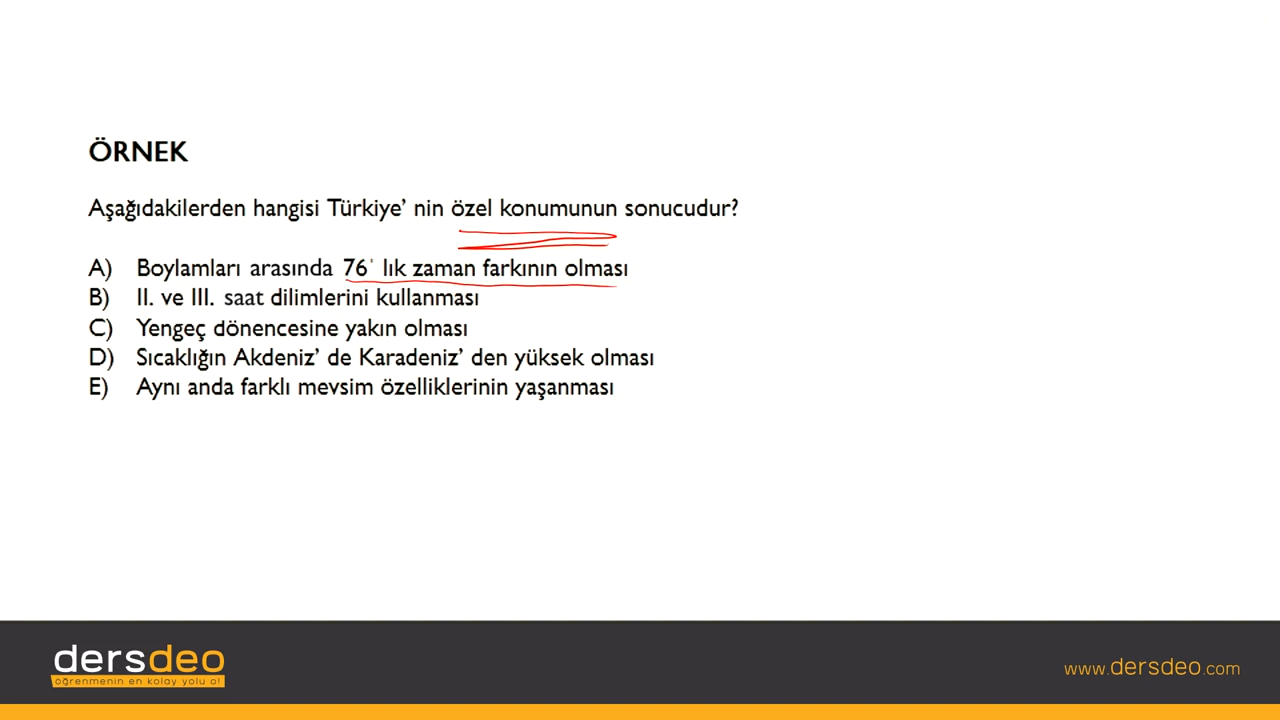 ÖRNEK
Aşağıdakilerden hangisi Türkiye’ nin özel konumunun sonucudur?
A) Boylamları arasında 76' lık zaman farkının olması
B) II. ve III. saat dilimlerini kullanması
C) Yengeç dönencesine yakın olması
D) Sıcaklığın Akdeniz’ de Karadeniz’ den yüksek olması
E) Aynı anda farklı mevsim özelliklerinin yaşanması
dersdeo
öğrenmenin en kolay yolu o!
www.dersdeo.com